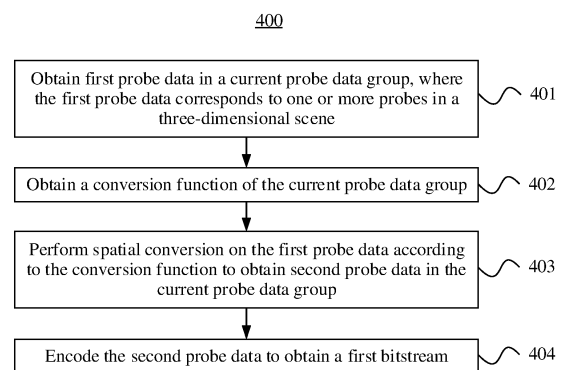 400
Obtain first probe data in a current probe data group, where
the first probe data corresponds to one or more probes in a
three-dimensional scene
401
Obtain a conversion function of the current probe data group
402
Perform spatial conversion on the first probe data according
to the conversion function to obtain second probe data in the
current probe data group
403
Encode the second probe data to obtain a first bitstream
404